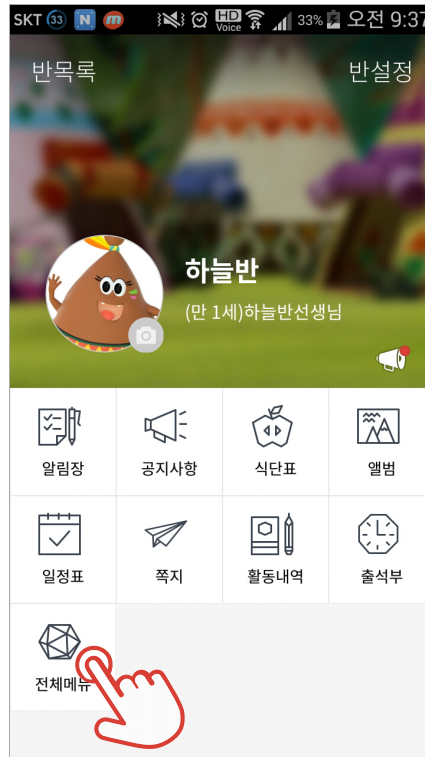 SKT 33 N m HD Voice 33% 오전 9:37
반목록 반설정
하늘반
(만 1세)하늘반선생님
알림장 공지사항 식단표 앨범
일정표 쪽지 활동내역 출석부
전체메뉴